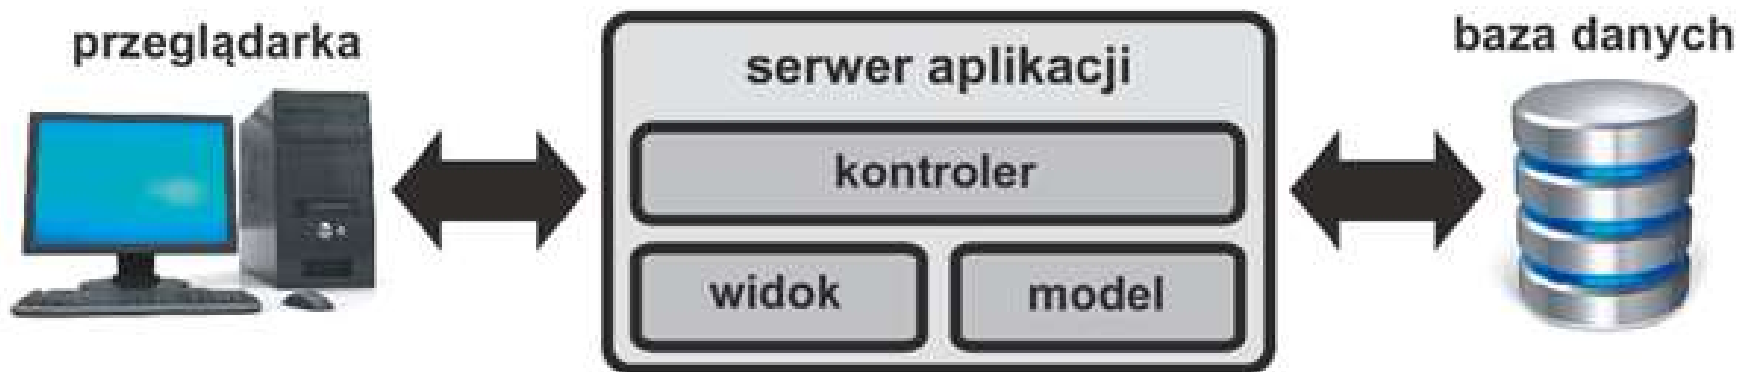 przeglądarka
serwer aplikacji
kontroler
widok
model
baza danych